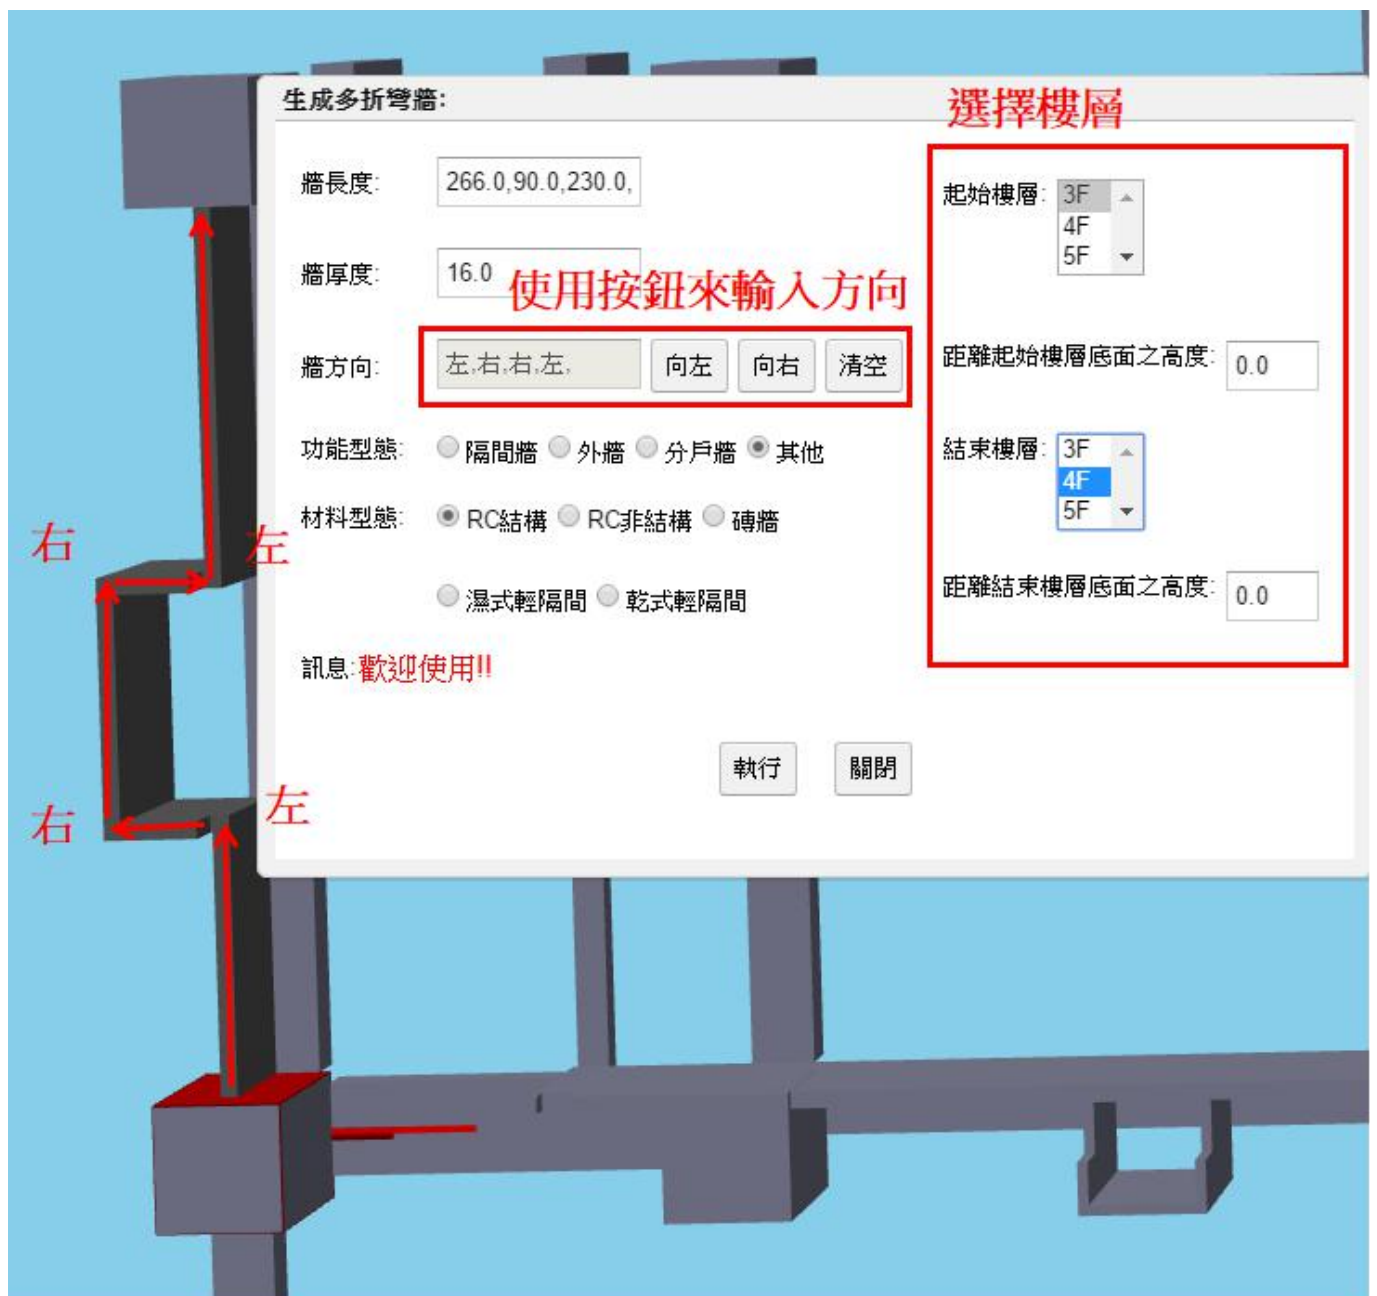 生成多折彎牆:
選擇樓層
牆長度:
266.0,90.0,230.0,
牆厚度:
16.0
使用按鈕來輸入方向
牆方向:
左,右,右,左,
向左
向右
清空
功能型態:
隔間牆
外牆
分戶牆
其他
材料型態:
RC結構
RC非結構
磚牆
濕式輕隔間
乾式輕隔間
訊息:歡迎使用!!
執行
關閉
起始樓層:
3F
4F
5F
距離起始樓層底面之高度:
0.0
結束樓層:
3F
4F
5F
距離結束樓層底面之高度:
0.0
右
左
右
左